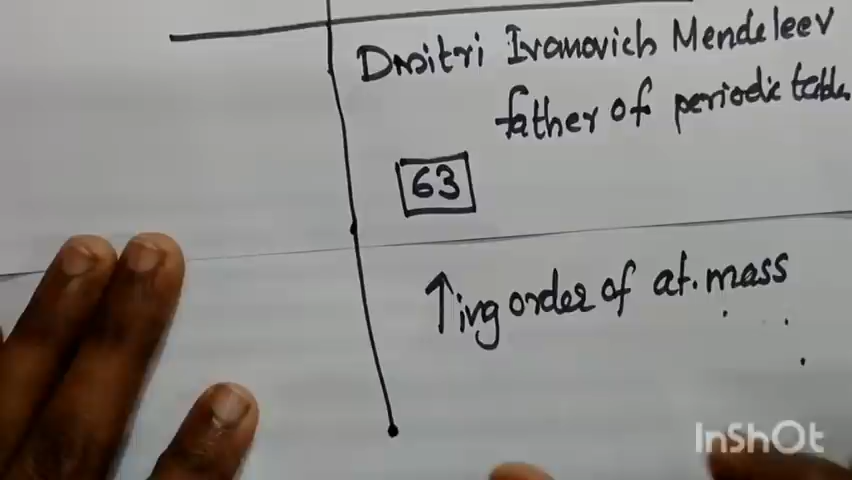 Dmitri Ivanovich Mendeleev
father of periodic table
63
↑ing order of at. mass
InShOt